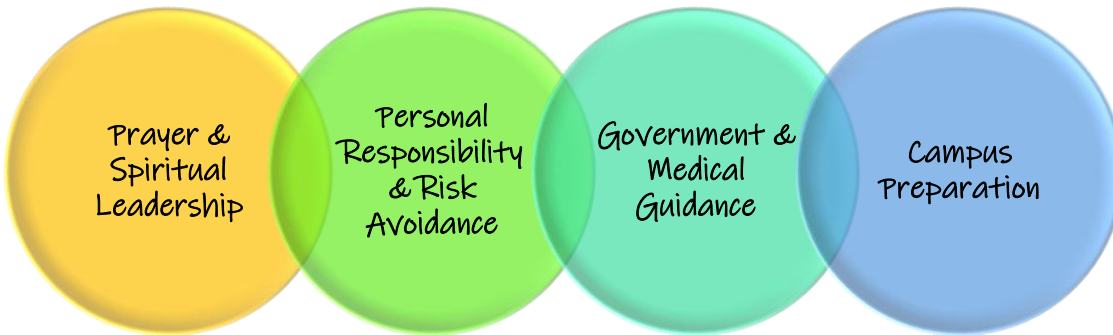 Prayer &
Spiritual
Leadership
Personal
Responsibility
& Risk
Avoidance
Government &
Medical
Guidance
Campus
Preparation